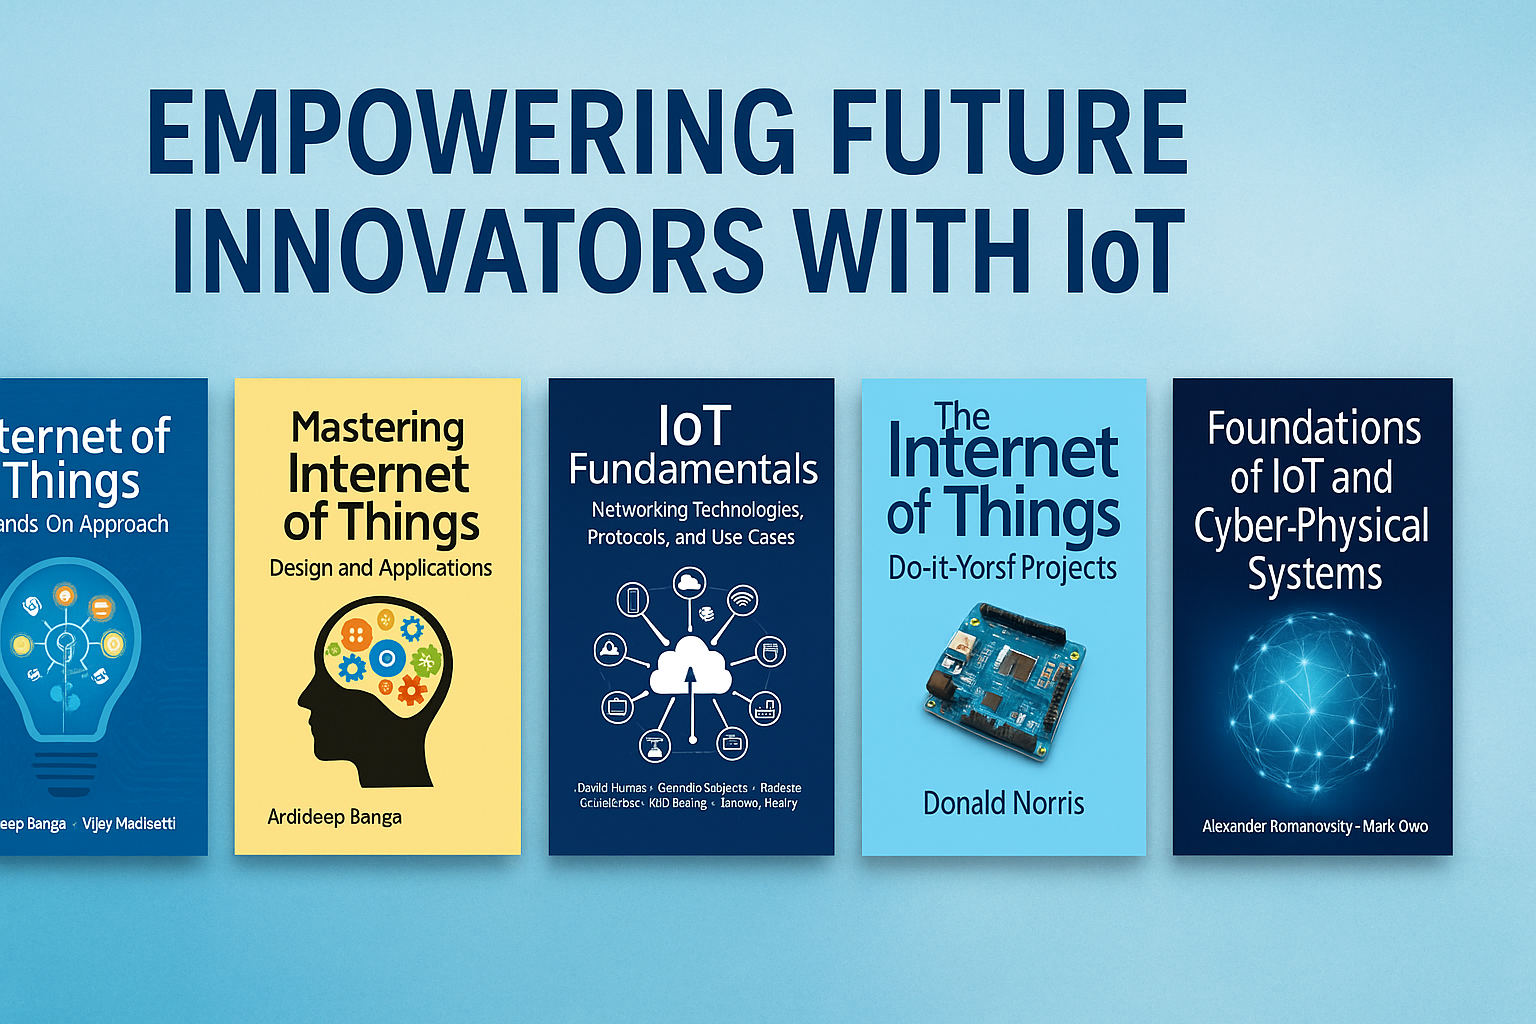 EMPOWERING FUTURE
INNOVATORS WITH IoT
ternet of
Things
ands On Approach
eep Banga · Vijey Madisetti
Mastering
Internet
of Things
Design and Applications
Ardideep Banga
IoT
Fundamentals
Networking Technologies,
Protocols, and Use Cases
David Humas · Genndio Sobjects · Radeste
KBD Beaing · Ianowo, Healry
The
Internet
of Things
Do-it-Yorsf Projects
Donald Norris
Foundations
of IoT and
Cyber-Physical
Systems
Alexander Romanovsity - Mark Owo